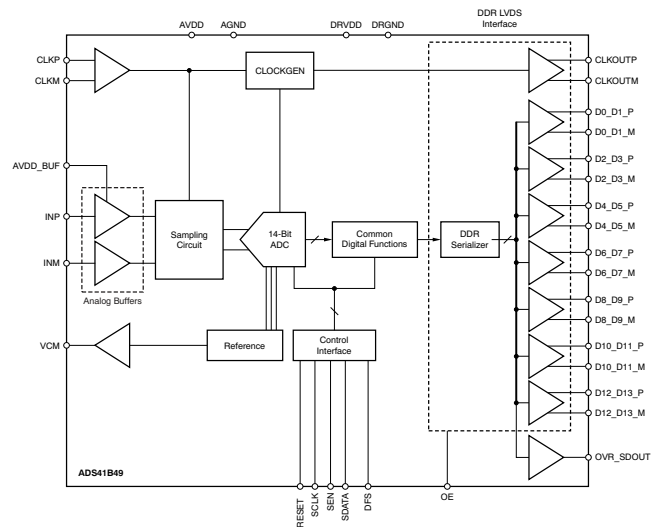 AVDD
AGND
DRVDD
DRGND
DDR LVDS
Interface
CLKP
CLKM
CLOCKGEN
CLKOUTP
CLKOUTM
D0_D1_P
D0_D1_M
AVDD_BUF
D2_D3_P
D2_D3_M
INP
INM
Sampling
Circuit
14-Bit
ADC
Common
Digital Functions
DDR
Serializer
D4_D5_P
D4_D5_M
D6_D7_P
D6_D7_M
Analog Buffers
D8_D9_P
D8_D9_M
VCM
Reference
Control
Interface
D10_D11_P
D10_D11_M
D12_D13_P
D12_D13_M
OVR_SDOUT
ADS41B49
RESET
SCLK
SEN
SDATA
DFS
OE